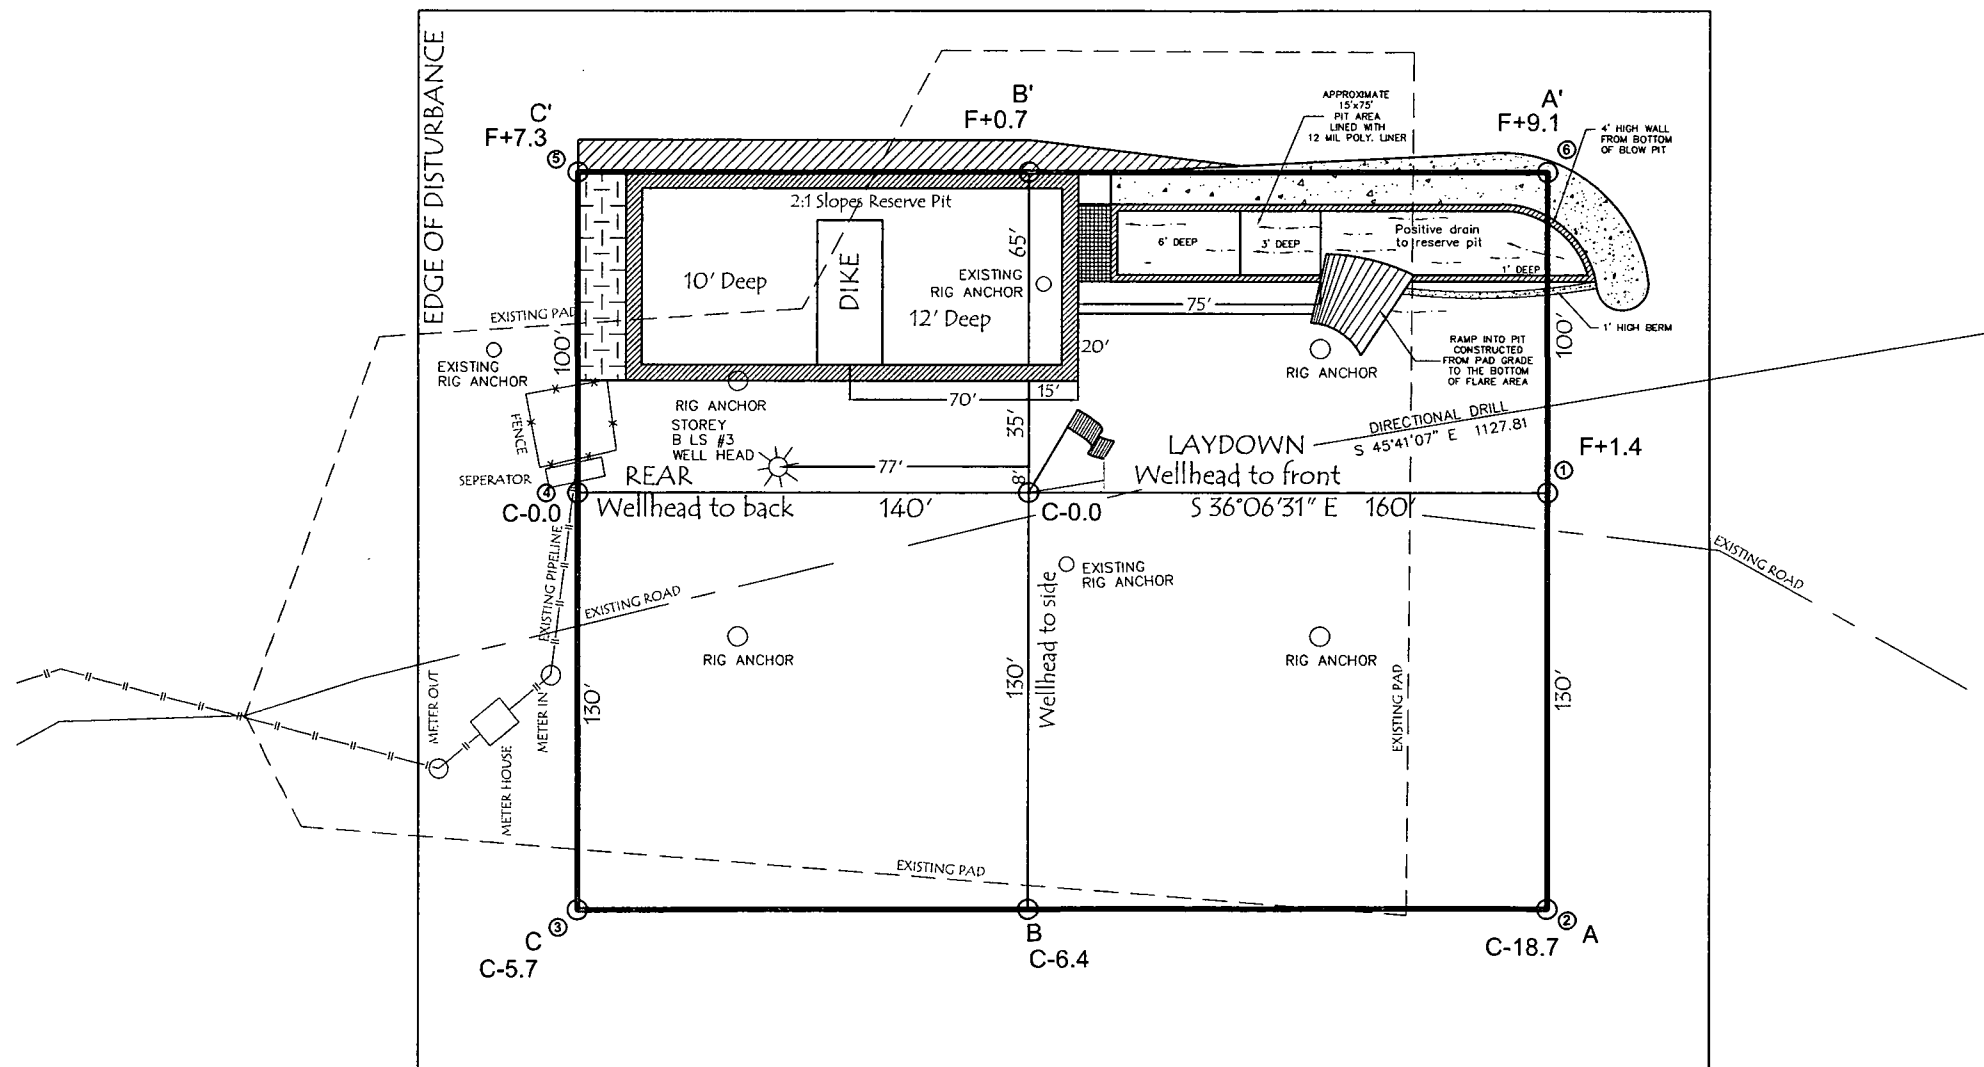 EDGE OF DISTURBANCE
C'
F+7.3
⑤
B'
F+0.7
APPROXIMATE
15'x75'
PIT AREA
LINED WITH
12 MIL POLY. LINER
A'
F+9.1
⑥
4' HIGH WALL
FROM BOTTOM
OF BLOW PIT
2:1 Slopes Reserve Pit
65'
6' DEEP
3' DEEP
Positive drain
to reserve pit
1' DEEP
10' Deep
DIKE
EXISTING
RIG ANCHOR
12' Deep
75'
1' HIGH BERM
EXISTING PAD
EXISTING
RIG ANCHOR
100'
20'
RIG ANCHOR
RAMP INTO PIT
CONSTRUCTED
FROM PAD GRADE
TO THE BOTTOM
OF FLARE AREA
100'
RIG ANCHOR
70'
15'
35'
FENCE
STOREY
B LS #3
WELL HEAD
77'
8'
DIRECTIONAL DRILL
S 45°41'07" E 1127.81
F+1.4
①
SEPERATOR
④
C-0.0
REAR
Wellhead to back
140'
C-0.0
LAYDOWN
Wellhead to front
S 36°06'31" E 160'
EXISTING PIPELINE
EXISTING ROAD
EXISTING
RIG ANCHOR
EXISTING ROAD
RIG ANCHOR
Wellhead to side
130'
RIG ANCHOR
METER OUT
METER HOUSE
METER IN
130'
EXISTING PAD
130'
EXISTING PAD
③
C
C-5.7
B
C-6.4
②
A
C-18.7